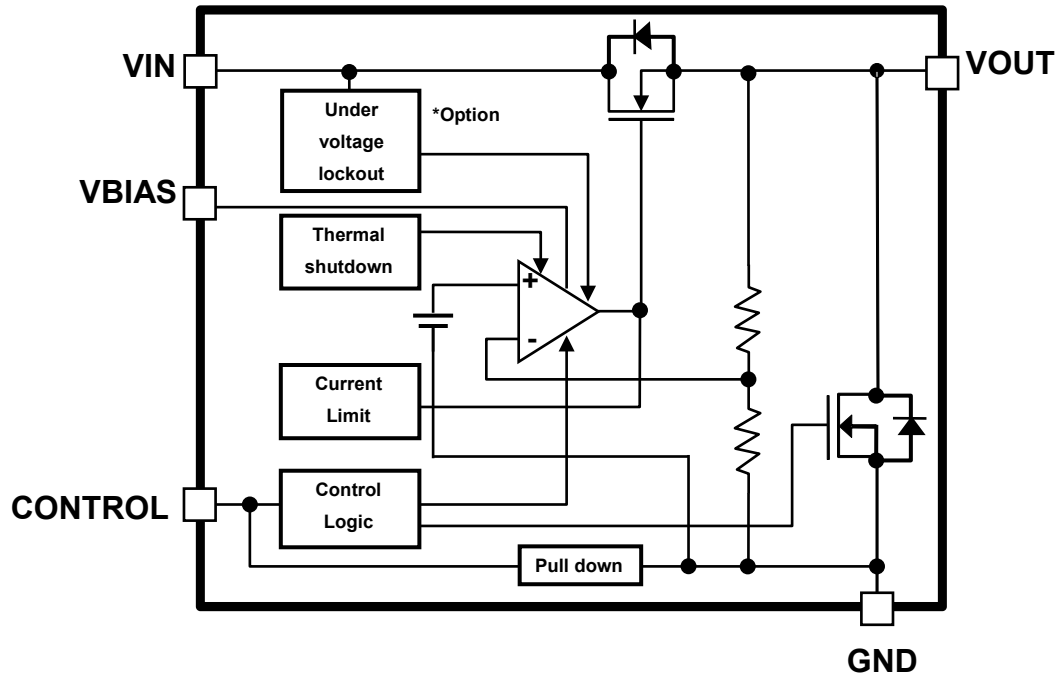 VIN
VOUT
Under
voltage
lockout
*Option
VBIAS
Thermal
shutdown
+
-
Current
Limit
CONTROL
Control
Logic
Pull down
GND